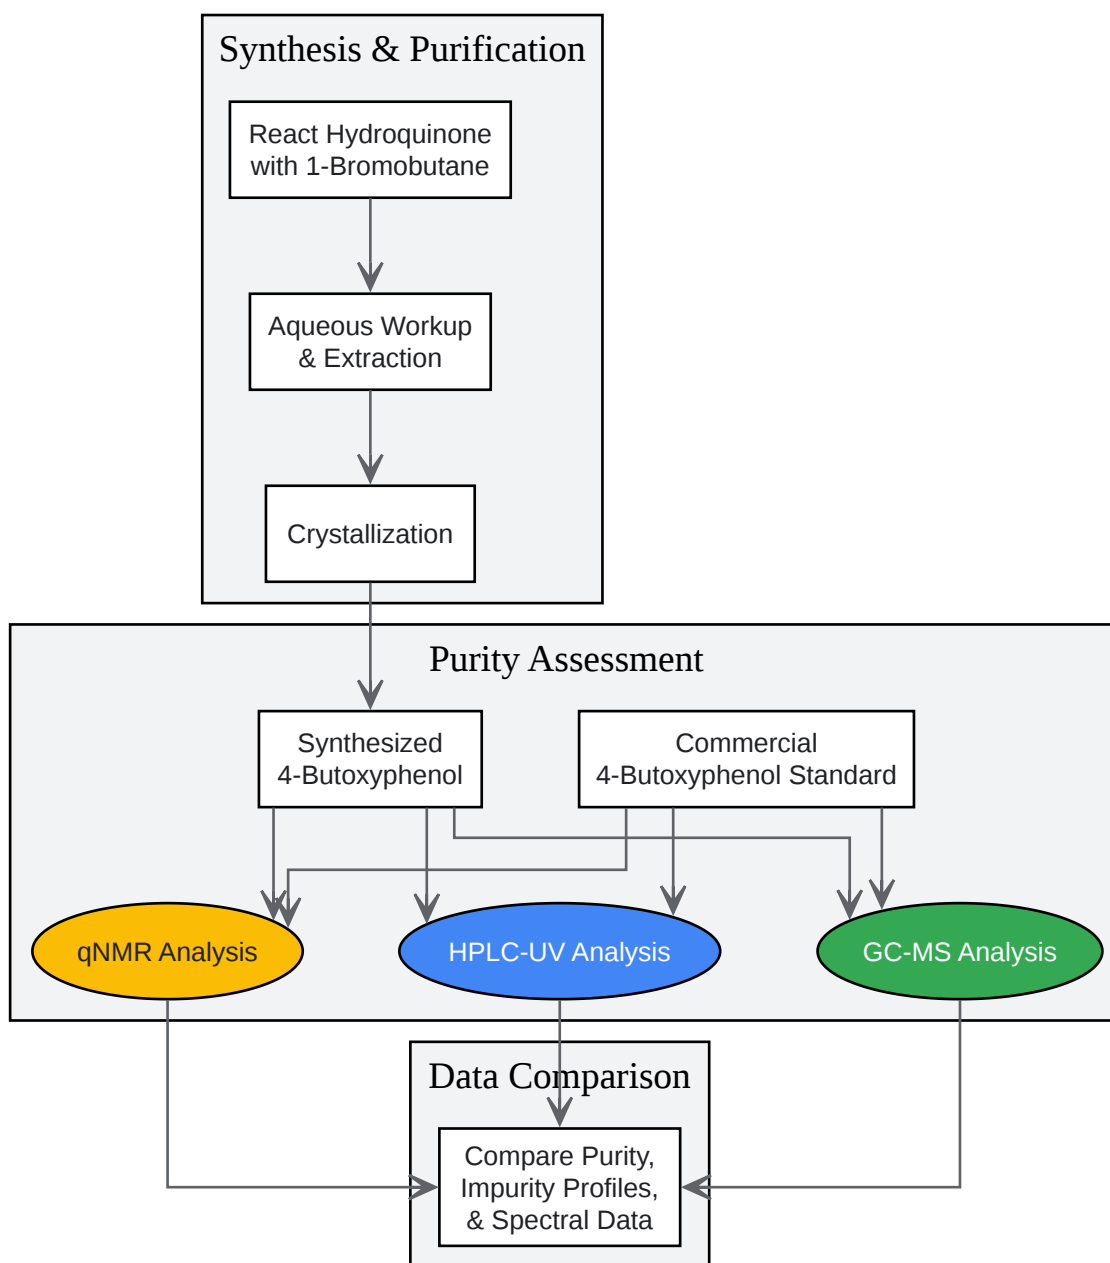 Synthesis & Purification
React Hydroquinone
with 1-Bromobutane
Aqueous Workup
& Extraction
Crystallization
Purity Assessment
Synthesized
4-Butoxyphenol
Commercial
4-Butoxyphenol Standard
qNMR Analysis
HPLC-UV Analysis
GC-MS Analysis
Data Comparison
Compare Purity,
Impurity Profiles,
& Spectral Data